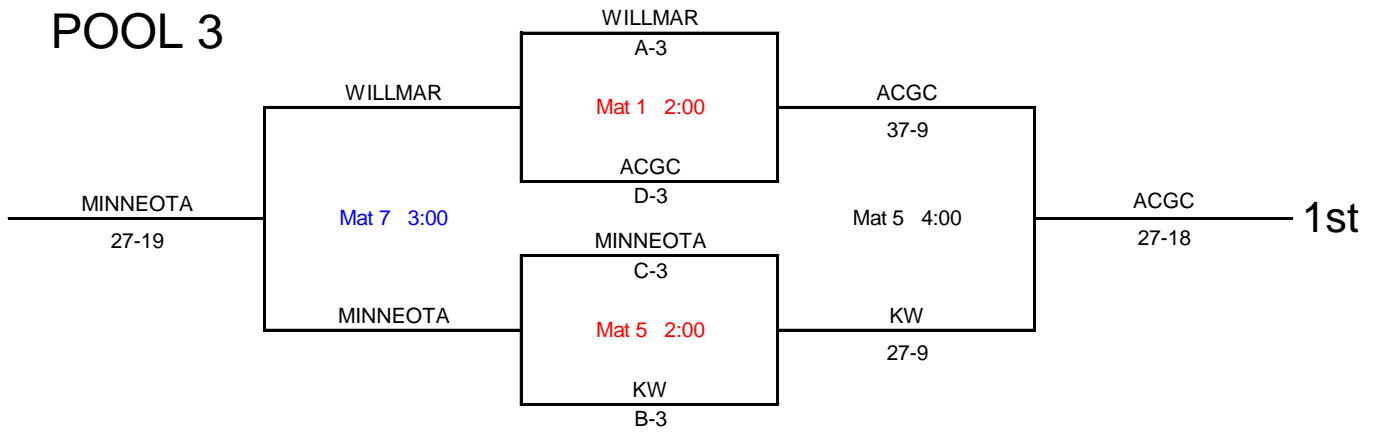 POOL 3
WILLMAR
A-3
WILLMAR
Mat 1 2:00
ACGC
37-9
ACGC
D-3
MINNEOTA
27-19
Mat 7 3:00
Mat 5 4:00
ACGC
27-18
1st
MINNEOTA
C-3
MINNEOTA
Mat 5 2:00
KW
27-9
KW
B-3